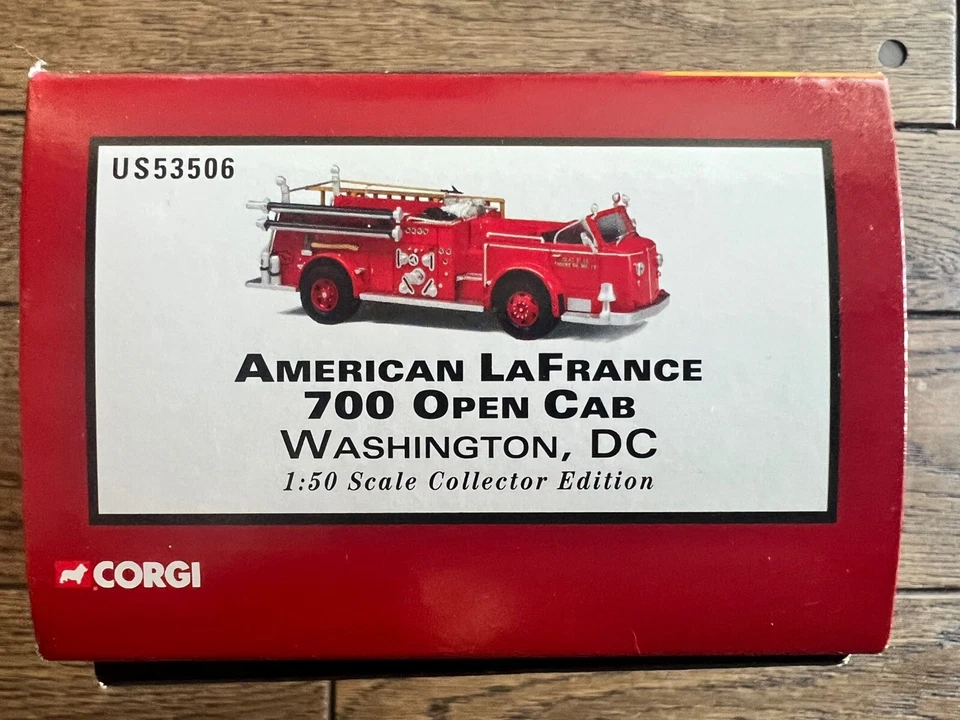 US53506
AMERICAN LAFRANCE
700 OPEN CAB
WASHINGTON, DC
1:50 Scale Collector Edition
CORGI